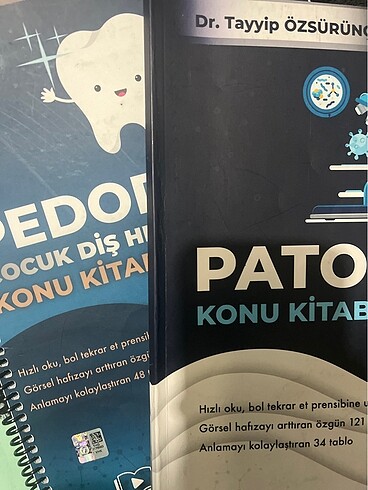 PEDOD
ÇOCUK DİŞ HE
KONU KİTAB
Hızlı oku, bol tekrar et prensib
Görsel hafızayı arttıran özgü
Anlamayı kolaylaştıran 48
Dr. Tayyip ÖZSÜRÜNÇ
PATO
KONU KİTAB
Hızlı oku, bol tekrar et prensibine u
Görsel hafızayı arttıran özgün 121
Anlamayı kolaylaştıran 34 tablo